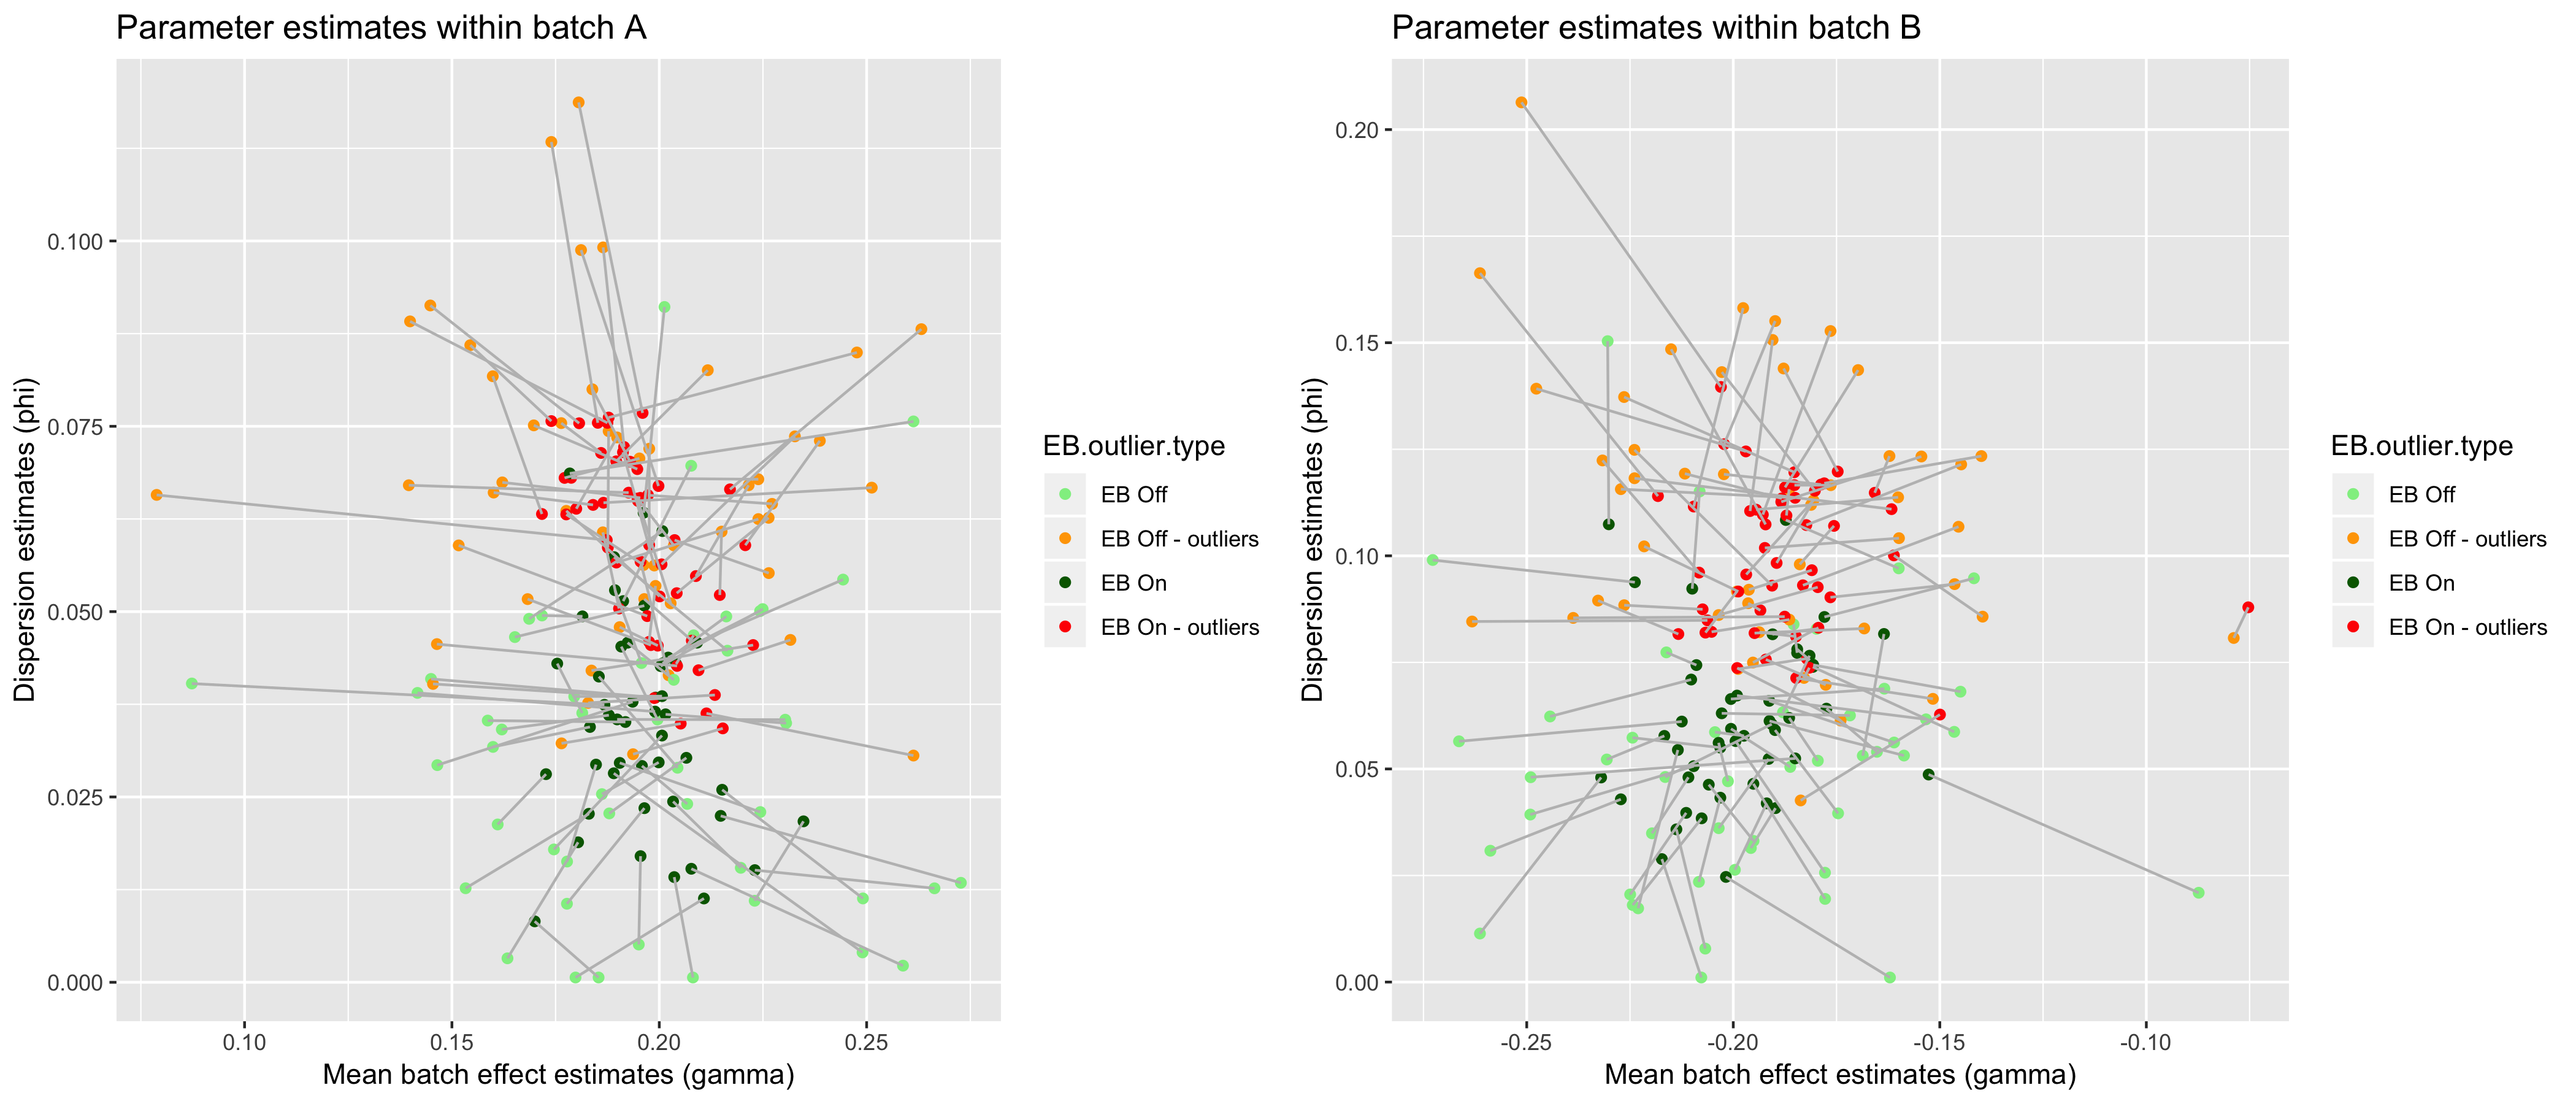 Parameter estimates within batch A
Dispersion estimates (phi)
0.100
0.075
0.050
0.025
0.000
0.10 0.15 0.20 0.25
Mean batch effect estimates (gamma)
EB.outlier.type
EB Off
EB Off - outliers
EB On
EB On - outliers
Parameter estimates within batch B
Dispersion estimates (phi)
0.20
0.15
0.10
0.05
0.00
-0.25 -0.20 -0.15 -0.10
Mean batch effect estimates (gamma)
EB.outlier.type
EB Off
EB Off - outliers
EB On
EB On - outliers